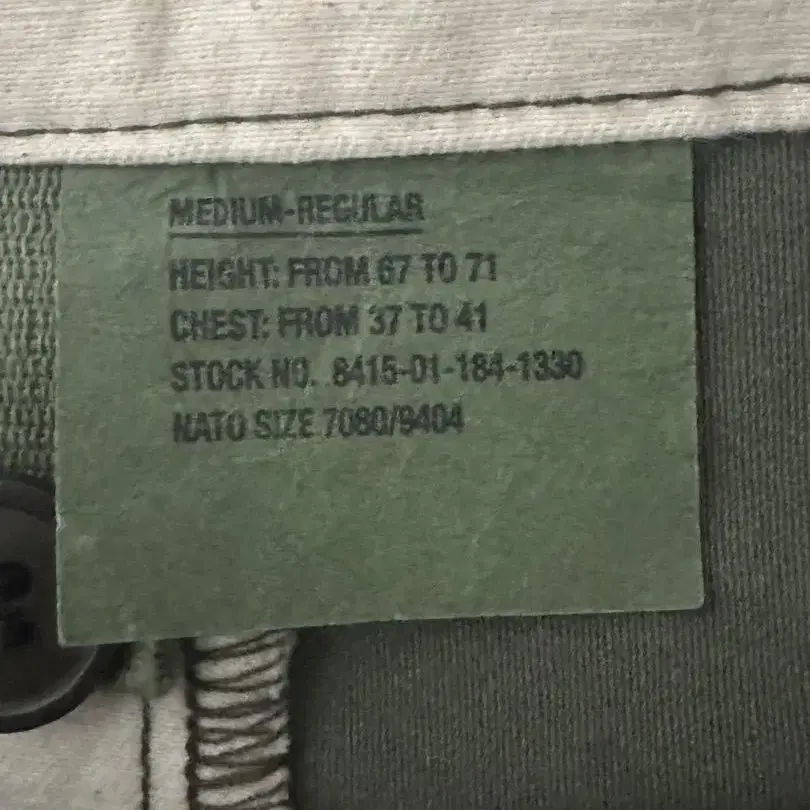 MEDIUM-REGULAR
HEIGHT: FROM 67 TO 71
CHEST: FROM 37 TO 41
STOCK NO. 8415-01-184-1330
NATO SIZE 7080/9404